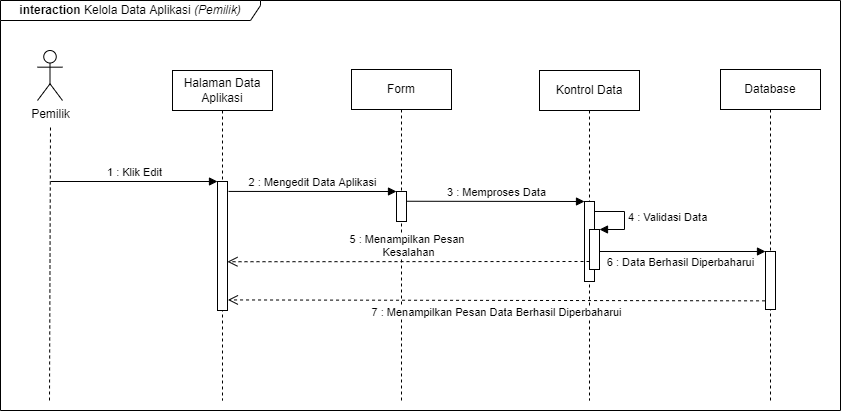 interaction Kelola Data Aplikasi (Pemilik)
Pemilik
Halaman Data
Aplikasi
Form
Kontrol Data
Database
1 : Klik Edit
2 : Mengedit Data Aplikasi
3 : Memproses Data
4 : Validasi Data
5 : Menampilkan Pesan
Kesalahan
6 : Data Berhasil Diperbaharui
7 : Menampilkan Pesan Data Berhasil Diperbaharui